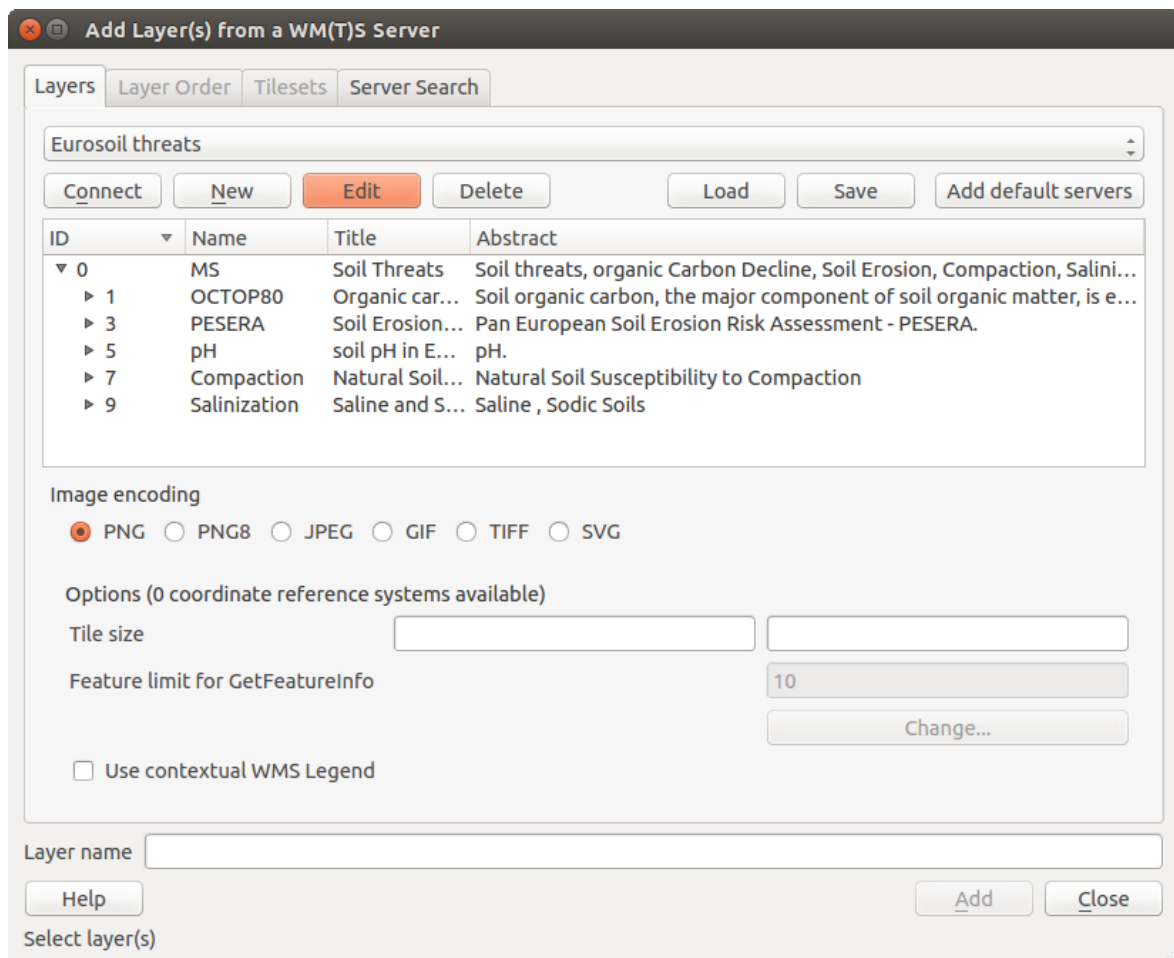 Add Layer(s) from a WM(T)S Server
Layers Layer Order Tilesets Server Search
Eurosoil threats
Connect New Edit Delete Load Save Add default servers
ID Name Title Abstract
0 MS Soil Threats Soil threats, organic Carbon Decline, Soil Erosion, Compaction, Salini...
1 OCTOP80 Organic car... Soil organic carbon, the major component of soil organic matter, is e...
3 PESERA Soil Erosion... Pan European Soil Erosion Risk Assessment - PESERA.
5 pH soil pH in E... pH.
7 Compaction Natural Soil... Natural Soil Susceptibility to Compaction
9 Salinization Saline and S... Saline , Sodic Soils
Image encoding
PNG PNG8 JPEG GIF TIFF SVG
Options (0 coordinate reference systems available)
Tile size
Feature limit for GetFeatureInfo 10
Change...
Use contextual WMS Legend
Layer name
Help Add Close
Select layer(s)